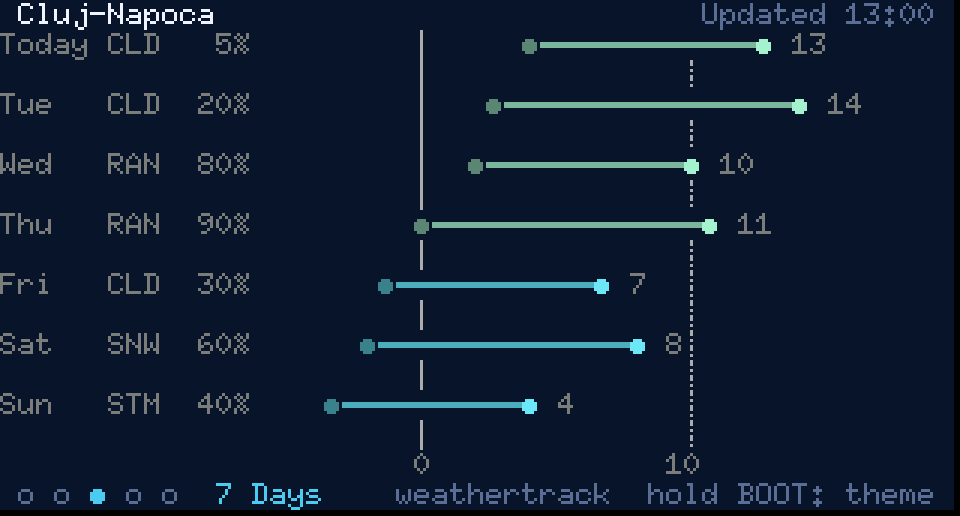 Cluj-Napoca Updated 13:00
Today CLD 5% 13
Tue CLD 20% 14
Wed RAN 80% 10
Thu RAN 90% 11
Fri CLD 30% 7
Sat SNW 60% 8
Sun STM 40% 4
0 10
7 Days weathertrack hold BOOT: theme